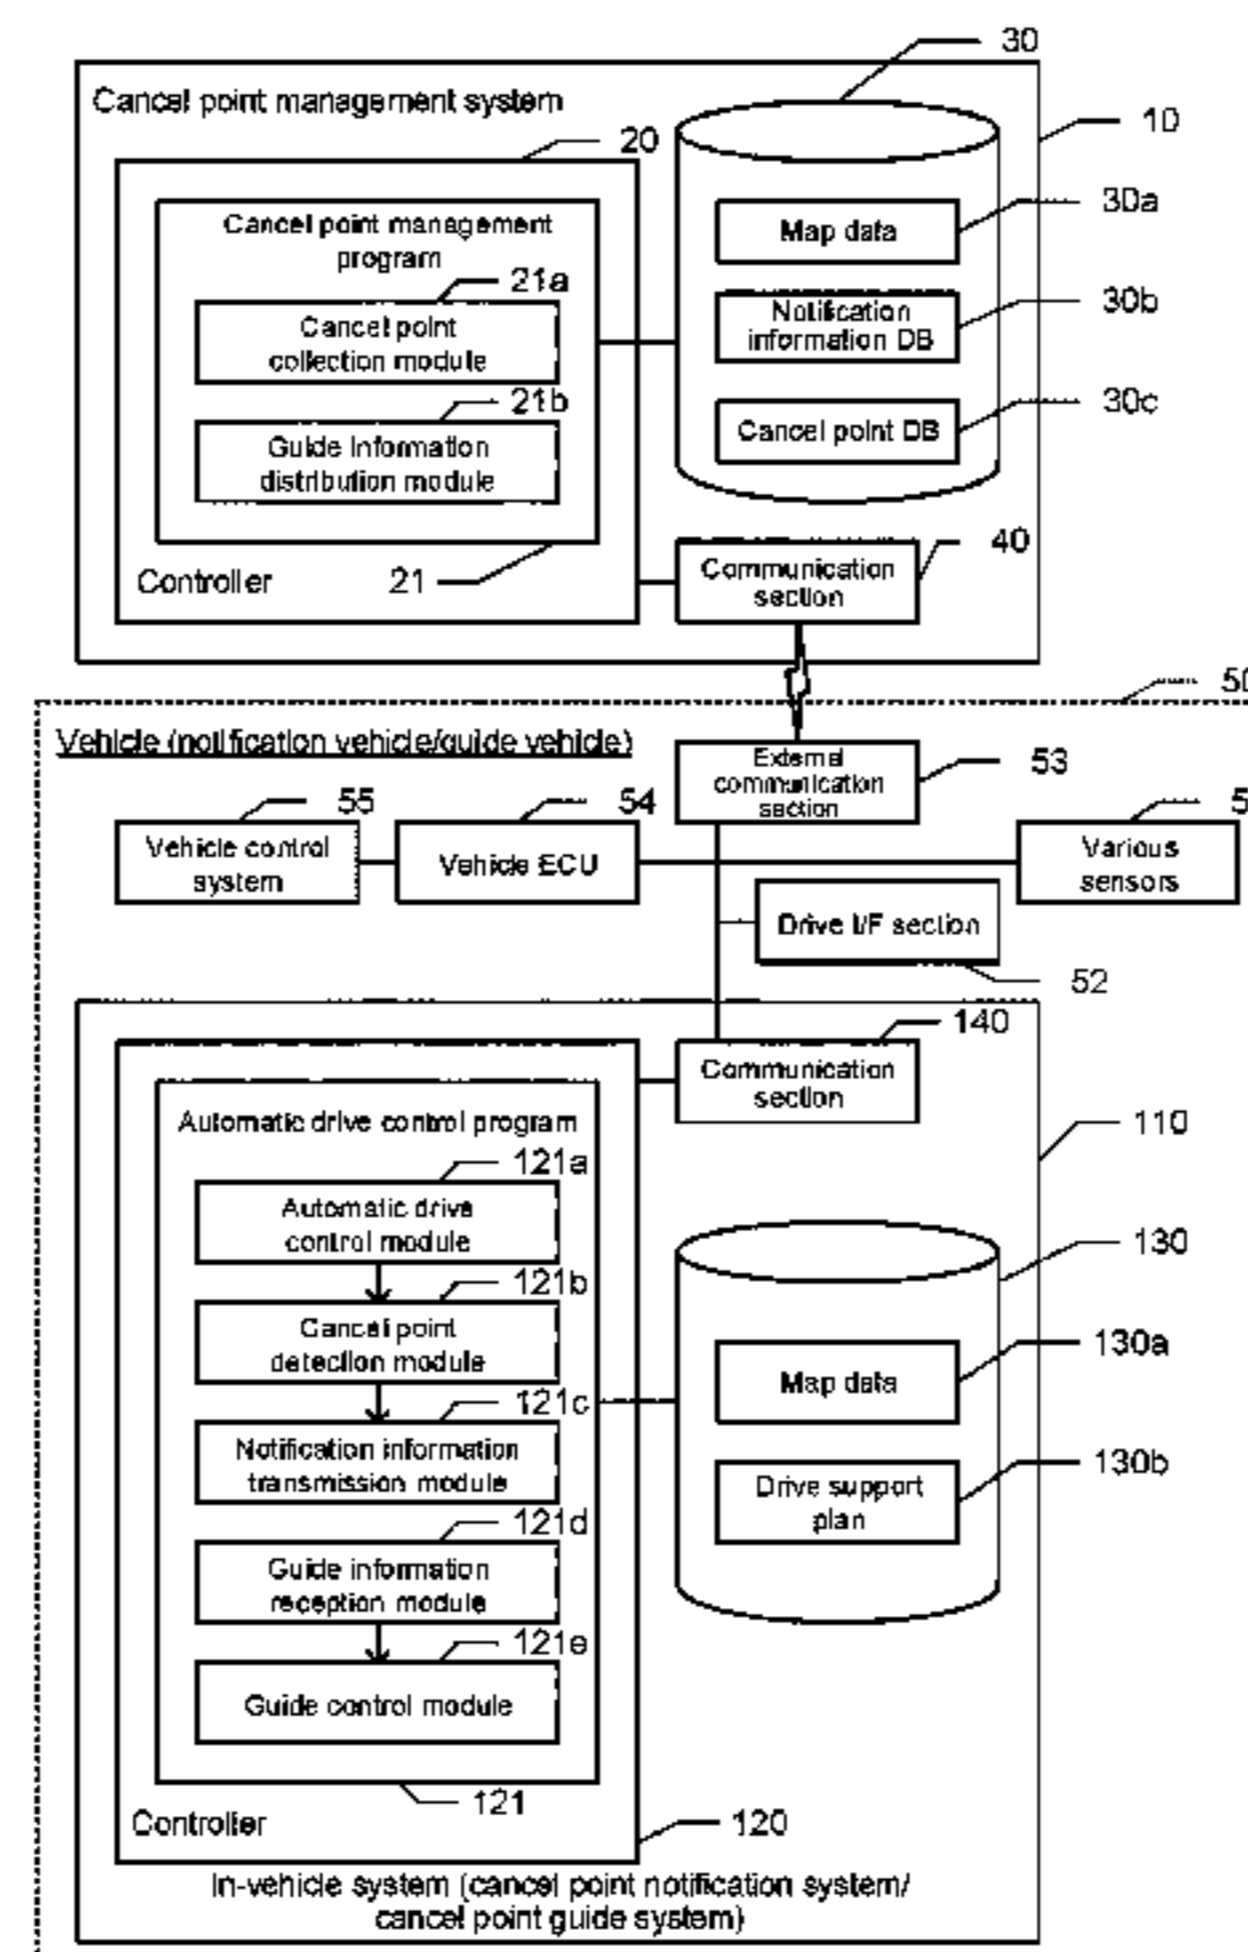 30
Cancel point management system
10
20
Cancel point management
program
30a
Map data
21a
Cancel point
collection module
30b
Notification
information DB
21b
Guide information
distribution module
30c
Cancel point DB
40
Communication
section
Controller
21
50
Vehicle (notification vehicle/guide vehicle)
External
communication
section
53
55
Vehicle control
system
54
Vehicle ECU
Various
sensors
Drive I/F section
52
140
Communication
section
Automatic drive control program
110
121a
Automatic drive
control module
130
121b
Cancel point
detection module
130a
Map data
121c
Notification information
transmission module
130b
Drive support
plan
121d
Guide information
reception module
121e
Guide control module
121
Controller
120
In-vehicle system (cancel point notification system/
cancel point guide system)